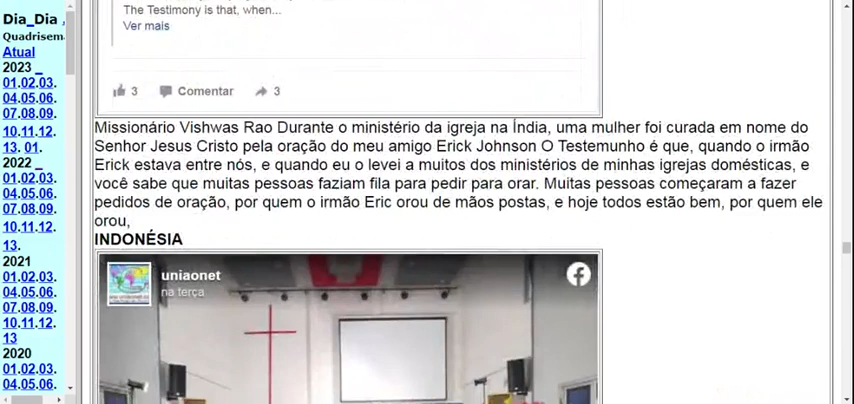 Dia_Dia
Quadrisem
Atual
2023 _
01.02.03.
04.05.06.
07.08.09.
10.11.12.
13. 01.
2022 _
01.02.03.
04.05.06.
07.08.09.
10.11.12.
13.
2021
01.02.03.
04.05.06.
07.08.09.
10.11.12.
13
2020
01.02.03.
04.05.06.
The Testimony is that, when...
Ver mais
3 Comentar 3
Missionário Vishwas Rao Durante o ministério da igreja na Índia, uma mulher foi curada em nome do
Senhor Jesus Cristo pela oração do meu amigo Erick Johnson O Testemunho é que, quando o irmão
Erick estava entre nós, e quando eu o levei a muitos dos ministérios de minhas igrejas domésticas, e
você sabe que muitas pessoas faziam fila para pedir para orar. Muitas pessoas começaram a fazer
pedidos de oração, por quem o irmão Eric orou de mãos postas, e hoje todos estão bem, por quem ele
orou,
INDONÉSIA
uniaonet
na terça